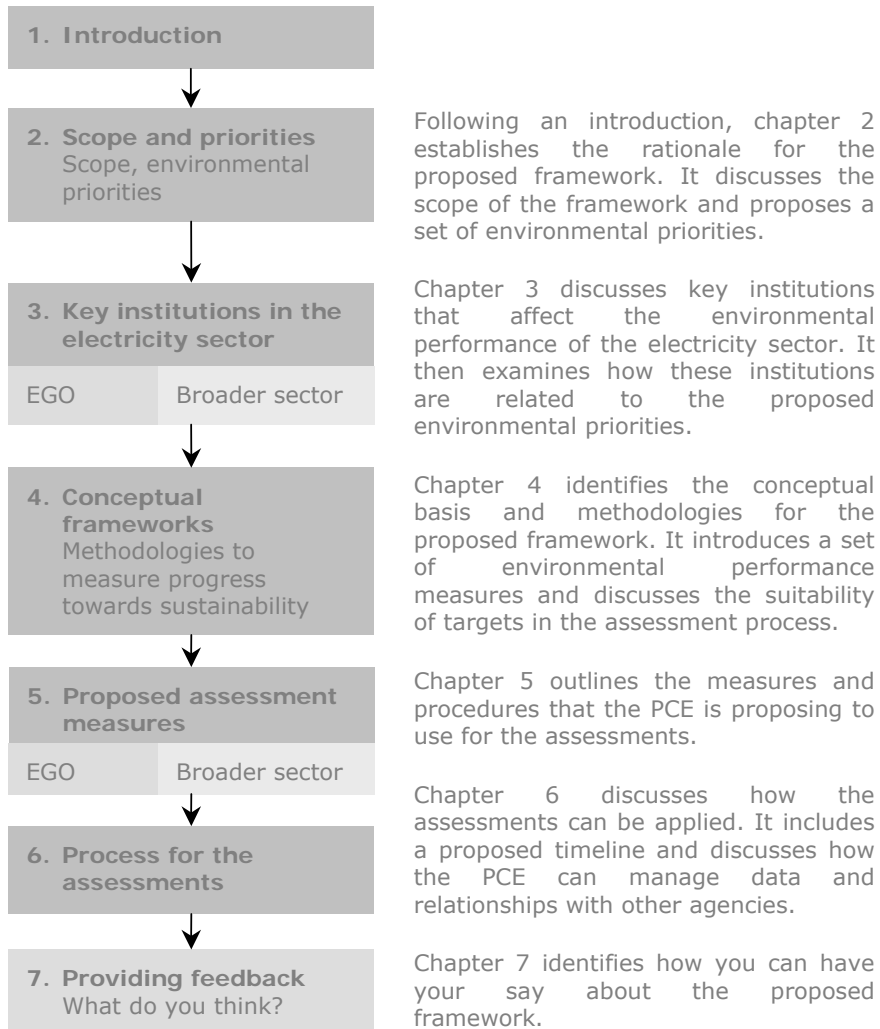 1. Introduction
2. Scope and priorities
Scope, environmental
priorities
Following an introduction, chapter 2
establishes the rationale for the
proposed framework. It discusses the
scope of the framework and proposes a
set of environmental priorities.
3. Key institutions in the
electricity sector
EGO
Broader sector
Chapter 3 discusses key institutions
that affect the environmental
performance of the electricity sector. It
then examines how these institutions
are related to the proposed
environmental priorities.
4. Conceptual
frameworks
Methodologies to
measure progress
towards sustainability
Chapter 4 identifies the conceptual
basis and methodologies for the
proposed framework. It introduces a set
of environmental performance
measures and discusses the suitability
of targets in the assessment process.
5. Proposed assessment
measures
EGO
Broader sector
Chapter 5 outlines the measures and
procedures that the PCE is proposing to
use for the assessments.
6. Process for the
assessments
Chapter 6 discusses how the
assessments can be applied. It includes
a proposed timeline and discusses how
the PCE can manage data and
relationships with other agencies.
7. Providing feedback
What do you think?
Chapter 7 identifies how you can have
your say about the proposed
framework.